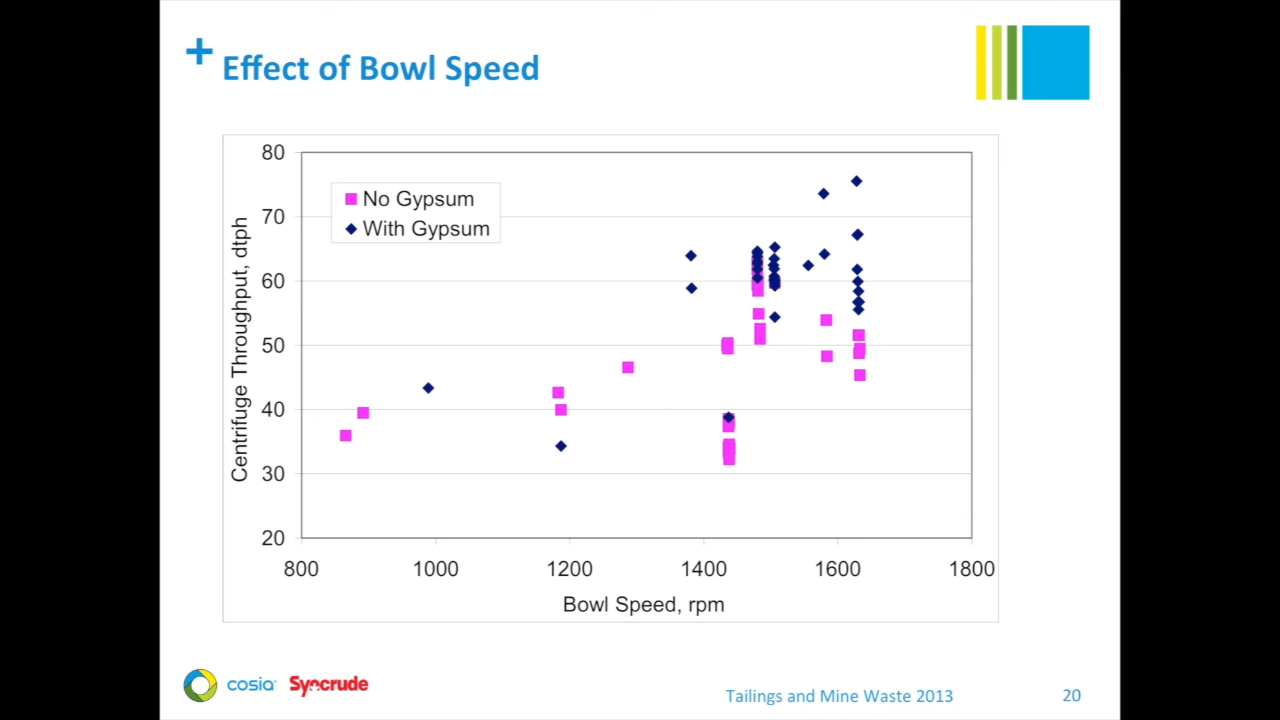 + Effect of Bowl Speed
80
70
60
50
40
30
20
Centrifuge Throughput, dtph
No Gypsum
With Gypsum
800 1000 1200 1400 1600 1800
Bowl Speed, rpm
cosia Syncrude
Tailings and Mine Waste 2013 20